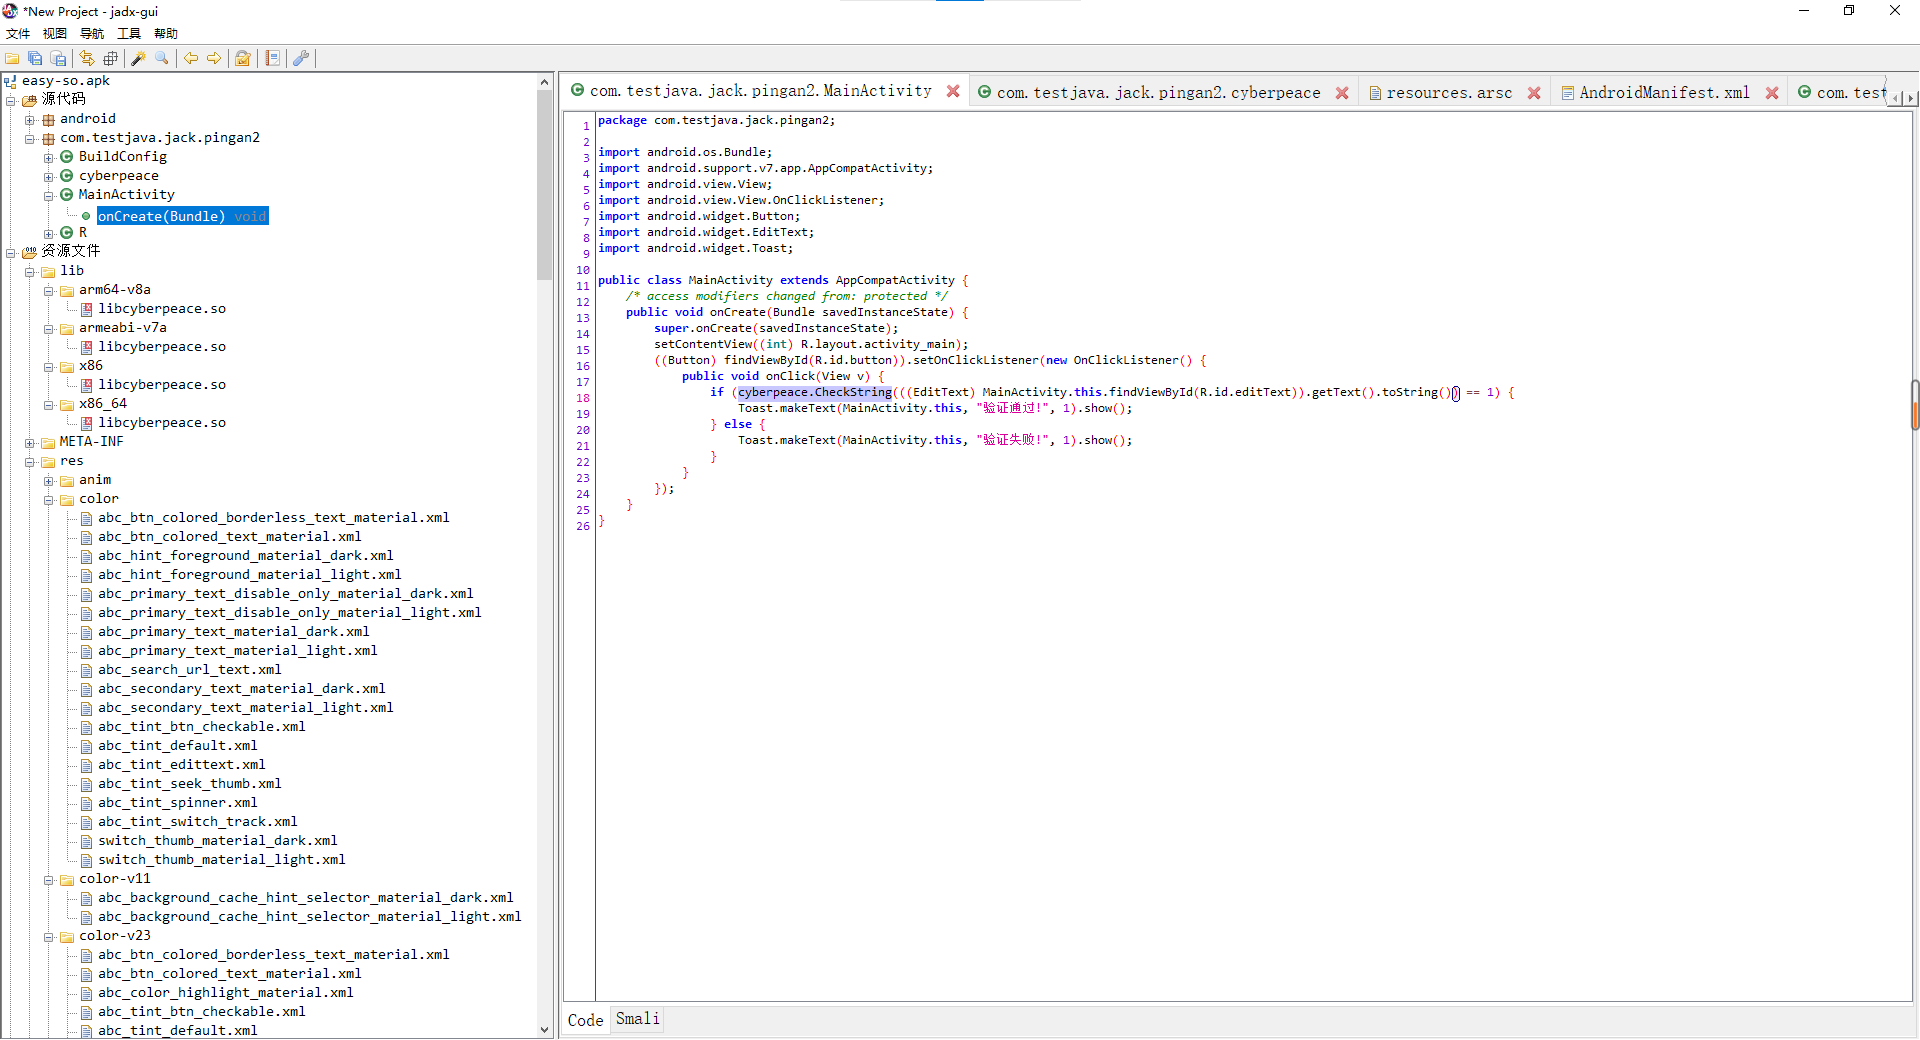 *New Project - jadx-gui
文件 视图 导航 工具 帮助
easy-so.apk
源代码
android
com.testjava.jack.pingan2
BuildConfig
cyberpeace
MainActivity
onCreate(Bundle) void
R
资源文件
lib
arm64-v8a
libcyberpeace.so
armeabi-v7a
libcyberpeace.so
x86
libcyberpeace.so
x86_64
libcyberpeace.so
META-INF
res
anim
color
abc_btn_colored_borderless_text_material.xml
abc_btn_colored_text_material.xml
abc_hint_foreground_material_dark.xml
abc_hint_foreground_material_light.xml
abc_primary_text_disable_only_material_dark.xml
abc_primary_text_disable_only_material_light.xml
abc_primary_text_material_dark.xml
abc_primary_text_material_light.xml
abc_search_url_text.xml
abc_secondary_text_material_dark.xml
abc_secondary_text_material_light.xml
abc_tint_btn_checkable.xml
abc_tint_default.xml
abc_tint_edittext.xml
abc_tint_seek_thumb.xml
abc_tint_spinner.xml
abc_tint_switch_track.xml
switch_thumb_material_dark.xml
switch_thumb_material_light.xml
color-v11
abc_background_cache_hint_selector_material_dark.xml
abc_background_cache_hint_selector_material_light.xml
color-v23
abc_btn_colored_borderless_text_material.xml
abc_btn_colored_text_material.xml
abc_color_highlight_material.xml
abc_tint_btn_checkable.xml
abc_tint_default.xml
com.testjava.jack.pingan2.MainActivity com.testjava.jack.pingan2.cyberpeace resources.arsc AndroidManifest.xml com.test
1 package com.testjava.jack.pingan2;
2
3 import android.os.Bundle;
4 import android.support.v7.app.AppCompatActivity;
5 import android.view.View;
6 import android.view.View.OnClickListener;
7 import android.widget.Button;
8 import android.widget.EditText;
9 import android.widget.Toast;
10
11 public class MainActivity extends AppCompatActivity {
12 /* access modifiers changed from: protected */
13 public void onCreate(Bundle savedInstanceState) {
14 super.onCreate(savedInstanceState);
15 setContentView((int) R.layout.activity_main);
16 ((Button) findViewById(R.id.button)).setOnClickListener(new OnClickListener() {
17 public void onClick(View v) {
18 if (cyberpeace.CheckString(((EditText) MainActivity.this.findViewById(R.id.editText)).getText().toString()) == 1) {
19 Toast.makeText(MainActivity.this, "验证通过!", 1).show();
20 } else {
21 Toast.makeText(MainActivity.this, "验证失败!", 1).show();
22 }
23 }
24 });
25 }
26 }
Code Smali